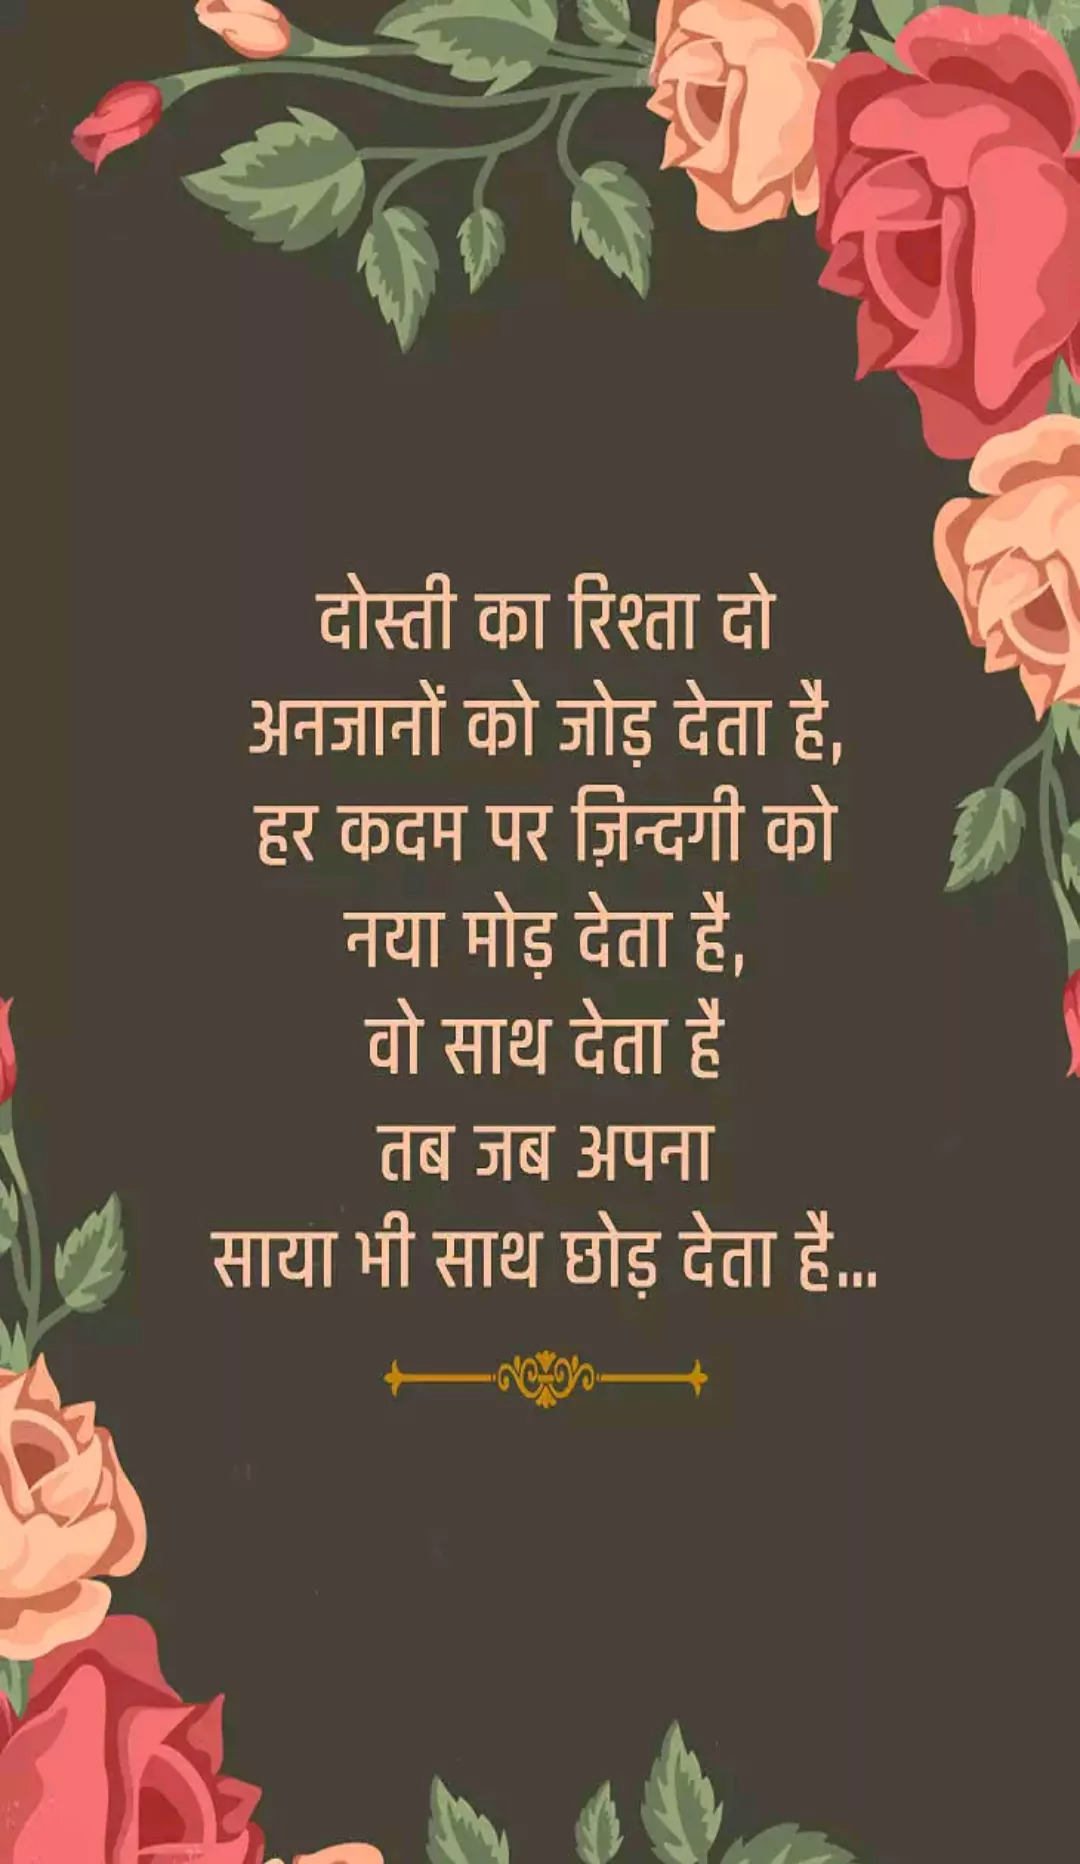 दोस्ती का रिश्ता दो
अनजानों को जोड़ देता है,
हर कदम पर ज़िन्दगी को
नया मोड़ देता है,
वो साथ देता है
तब जब अपना
साया भी साथ छोड़ देता है...